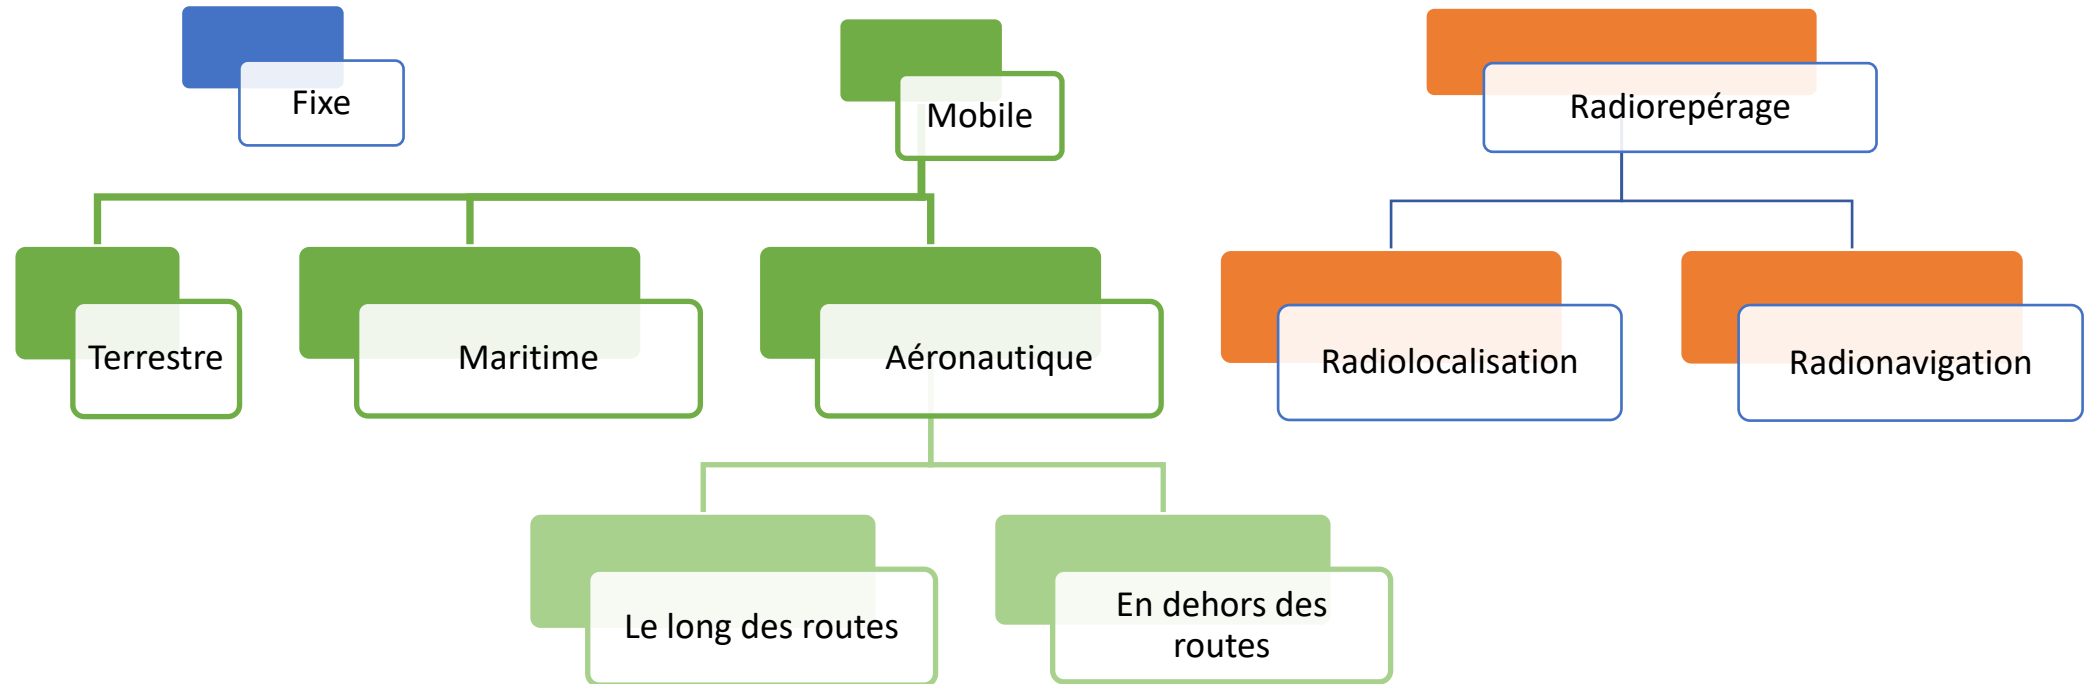 Fixe
Mobile
Radiorepérage
Terrestre
Maritime
Aéronautique
Radiolocalisation
Radionavigation
Le long des routes
En dehors des
routes